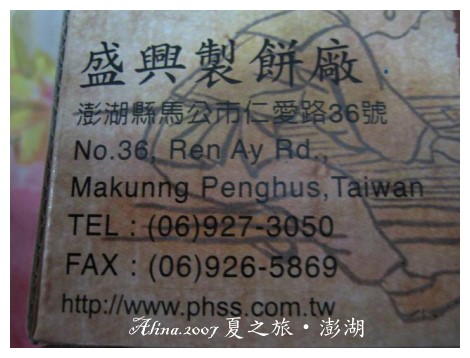 盛興製餅廠
澎湖縣馬公市仁愛路36號
No.36, Ren Ay Rd.,
Makunng Penghus,Taiwan
TEL : (06)927-3050
FAX : (06)926-5869
http://www.phss.com.tw
Alina.2007 夏之旅・澎湖